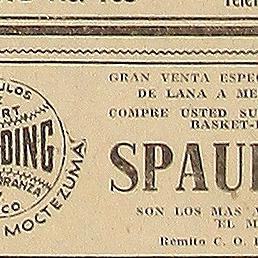 GRAN VENTA ESPEC
DE LANA A ME
COMPRE USTED SU
BASKET-
SPAU
SON LOS MAS
EL M
Remito C. O.
ULOS
RT
DING
RANZA
CO
MOCTEZUMA